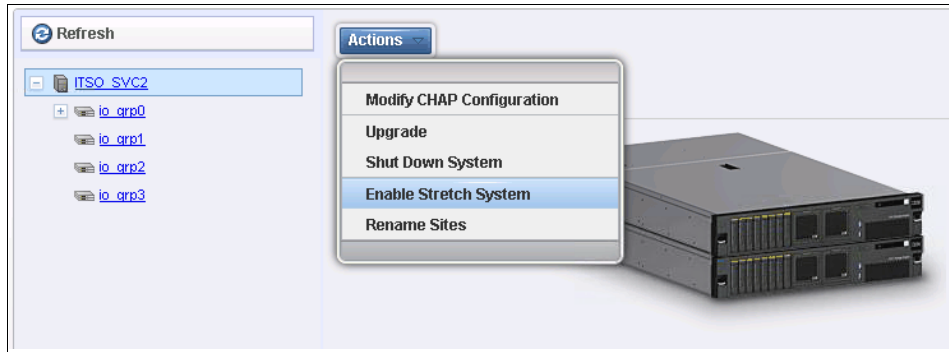 Refresh
ITSO_SVC2
io_grp0
io_grp1
io_grp2
io_grp3
Actions
Modify CHAP Configuration
Upgrade
Shut Down System
Enable Stretch System
Rename Sites